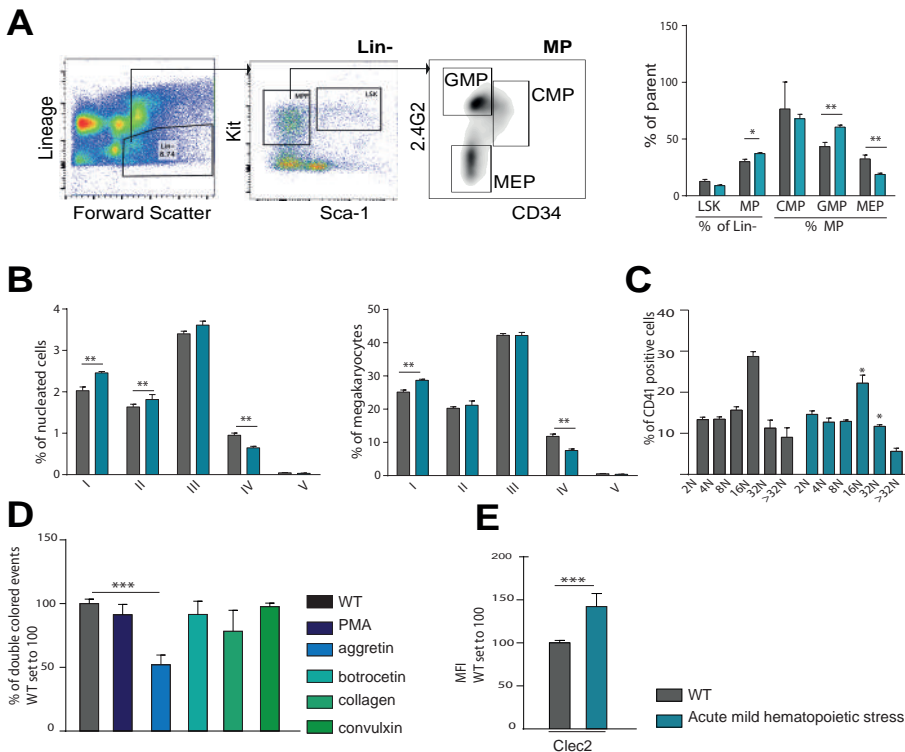 A
Lin-
MP
Lineage
Lin-
8.74
Forward Scatter
Kit
MPP
LSK
Sca-1
2.4G2
GMP
CMP
MEP
CD34
% of parent
150
100
50
0
*
**
**
LSK MP CMP GMP MEP
% of Lin- % MP
B
% of nucleated cells
4
3
2
1
0
**
**
**
I II III IV V
% of megakaryocytes
50
40
30
20
10
0
**
**
I II III IV V
C
% of CD41 positive cells
40
30
20
10
0
*
*
2N 4N 8N 16N 32N >32N 2N 4N 8N 16N 32N >32N
D
% of double colored events
WT set to 100
150
100
50
0
***
WT
PMA
aggretin
botrocetin
collagen
convulxin
E
MFI
WT set to 100
200
150
100
50
0
***
Clec2
WT
Acute mild hematopoietic stress